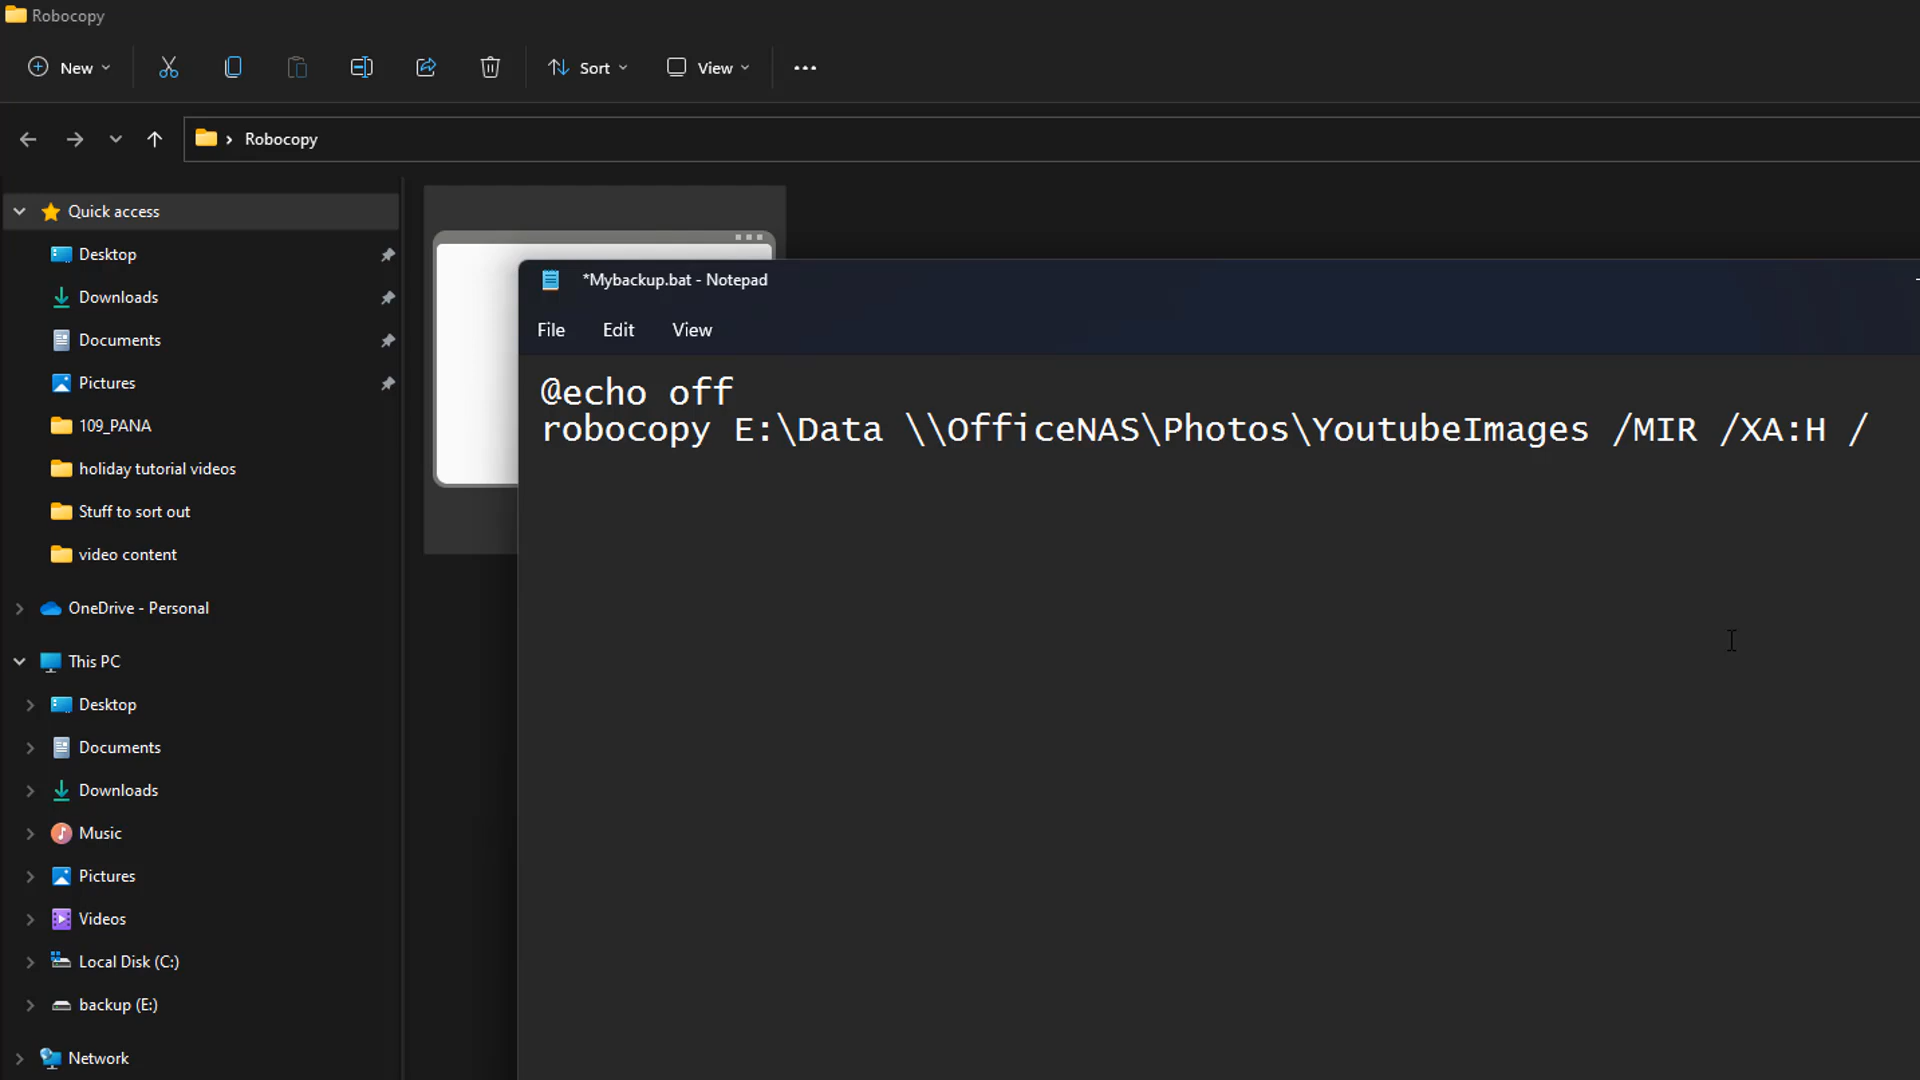 Robocopy
New
Sort
View
Robocopy
Quick access
Desktop
Downloads
Documents
Pictures
109_PANA
holiday tutorial videos
Stuff to sort out
video content
OneDrive - Personal
This PC
Desktop
Documents
Downloads
Music
Pictures
Videos
Local Disk (C:)
backup (E:)
Network
*Mybackup.bat - Notepad
File Edit View
@echo off
robocopy E:\Data \\OfficeNAS\Photos\YoutubeImages /MIR /XA:H /